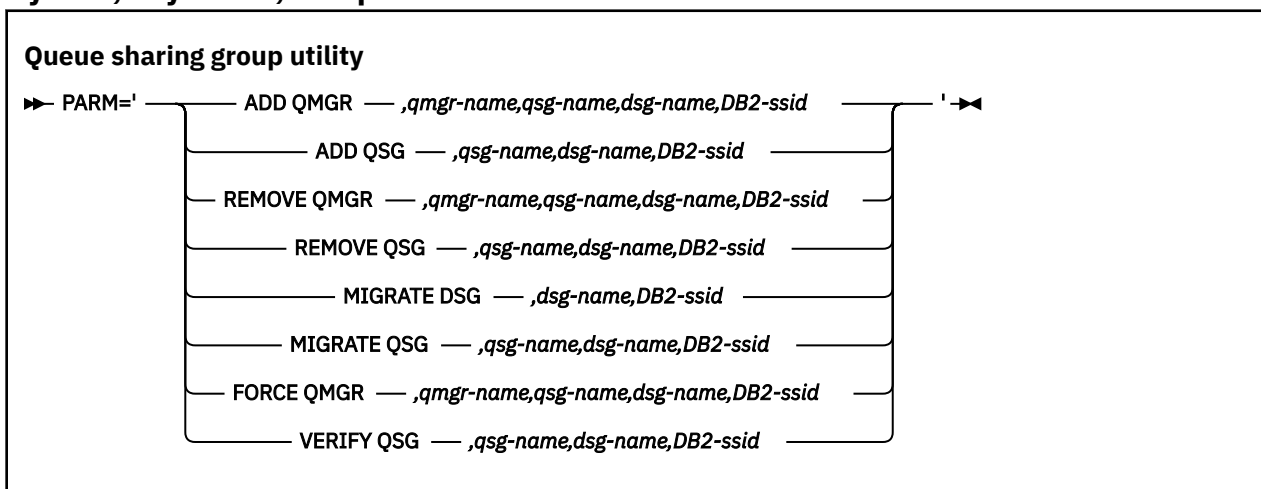 Queue sharing group utility
PARM=' ADD QMGR ,qmgr-name,qsg-name,dsg-name,DB2-ssid '
ADD QSG ,qsg-name,dsg-name,DB2-ssid
REMOVE QMGR ,qmgr-name,qsg-name,dsg-name,DB2-ssid
REMOVE QSG ,qsg-name,dsg-name,DB2-ssid
MIGRATE DSG ,dsg-name,DB2-ssid
MIGRATE QSG ,qsg-name,dsg-name,DB2-ssid
FORCE QMGR ,qmgr-name,qsg-name,dsg-name,DB2-ssid
VERIFY QSG ,qsg-name,dsg-name,DB2-ssid